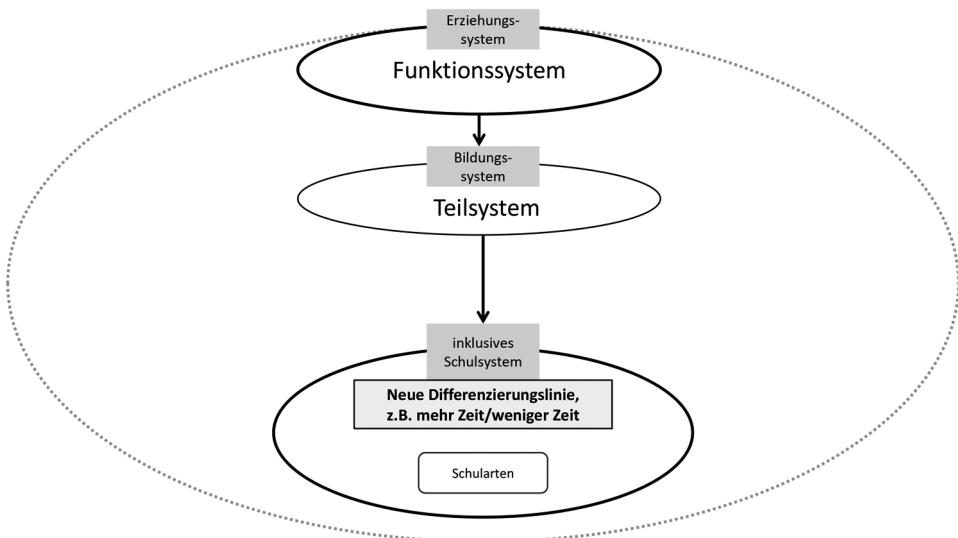 Erziehungs-
system
Funktionssystem
Bildungs-
system
Teilsystem
inklusives
Schulsystem
Neue Differenzierungslinie,
z.B. mehr Zeit/weniger Zeit
Schularten